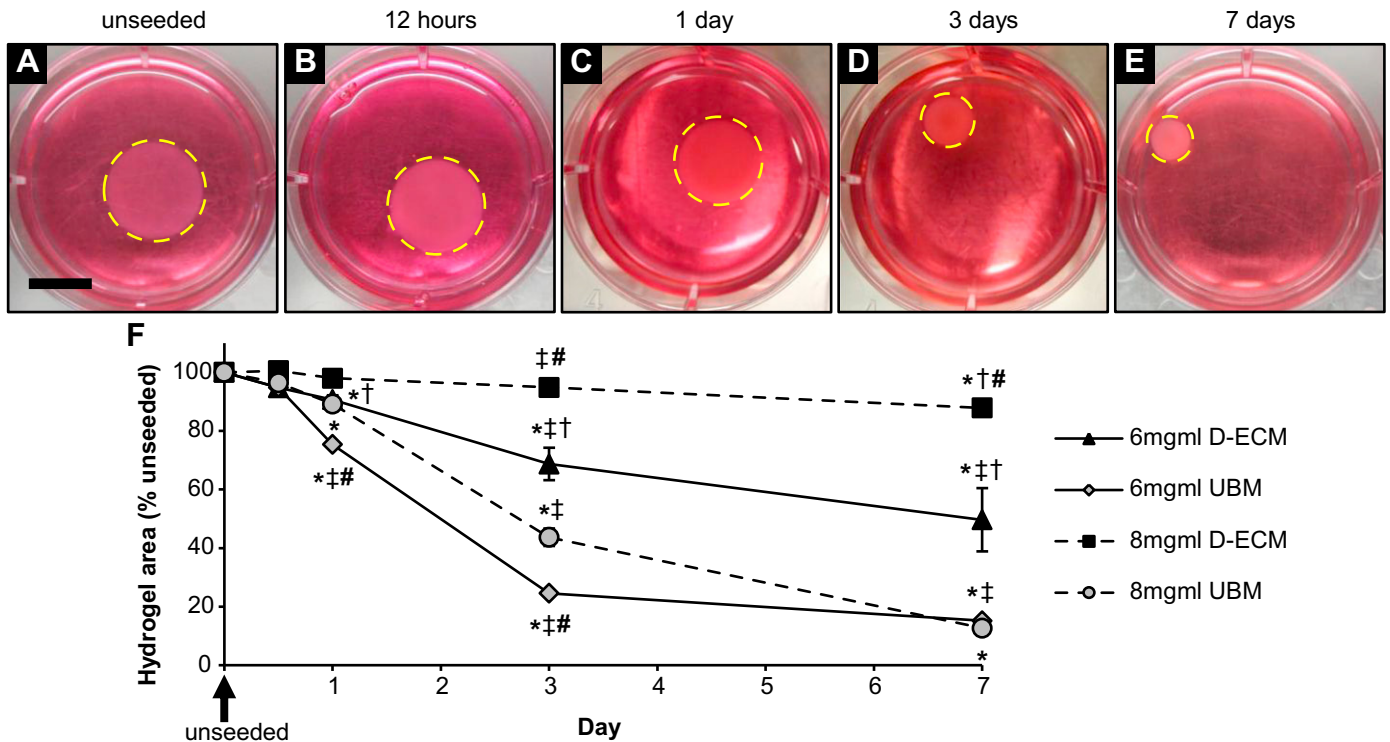 unseeded
12 hours
1 day
3 days
7 days
A
B
C
D
E
F
Hydrogel area (% unseeded)
100
80
60
40
20
0
*†
*
*‡#
‡#
*‡†
*‡
*‡#
*†#
*‡†
*‡
*
1
2
3
4
5
6
7
unseeded
Day
6mgml D-ECM
6mgml UBM
8mgml D-ECM
8mgml UBM